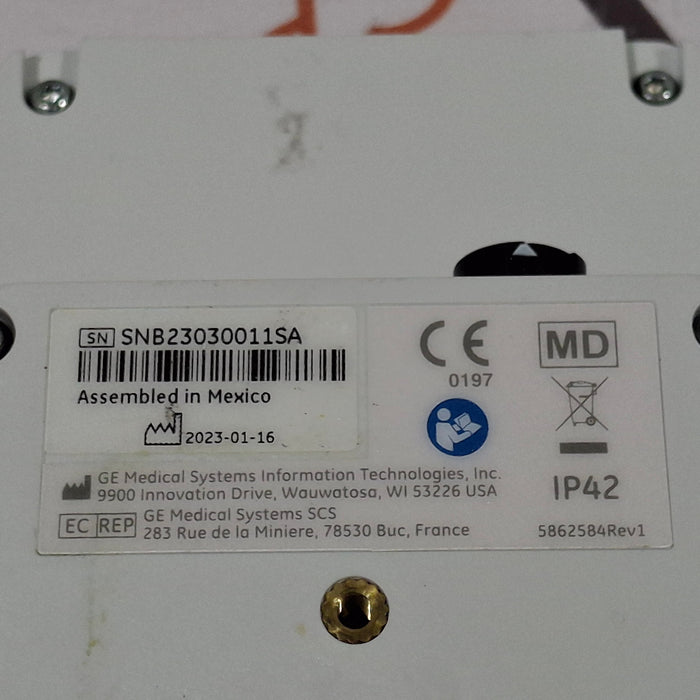 SN SNB23030011SA
Assembled in Mexico
2023-01-16
CE
0197
MD
GE Medical Systems Information Technologies, Inc.
9900 Innovation Drive, Wauwatosa, WI 53226 USA
EC REP GE Medical Systems SCS
283 Rue de la Miniere, 78530 Buc, France
IP42
5862584Rev1